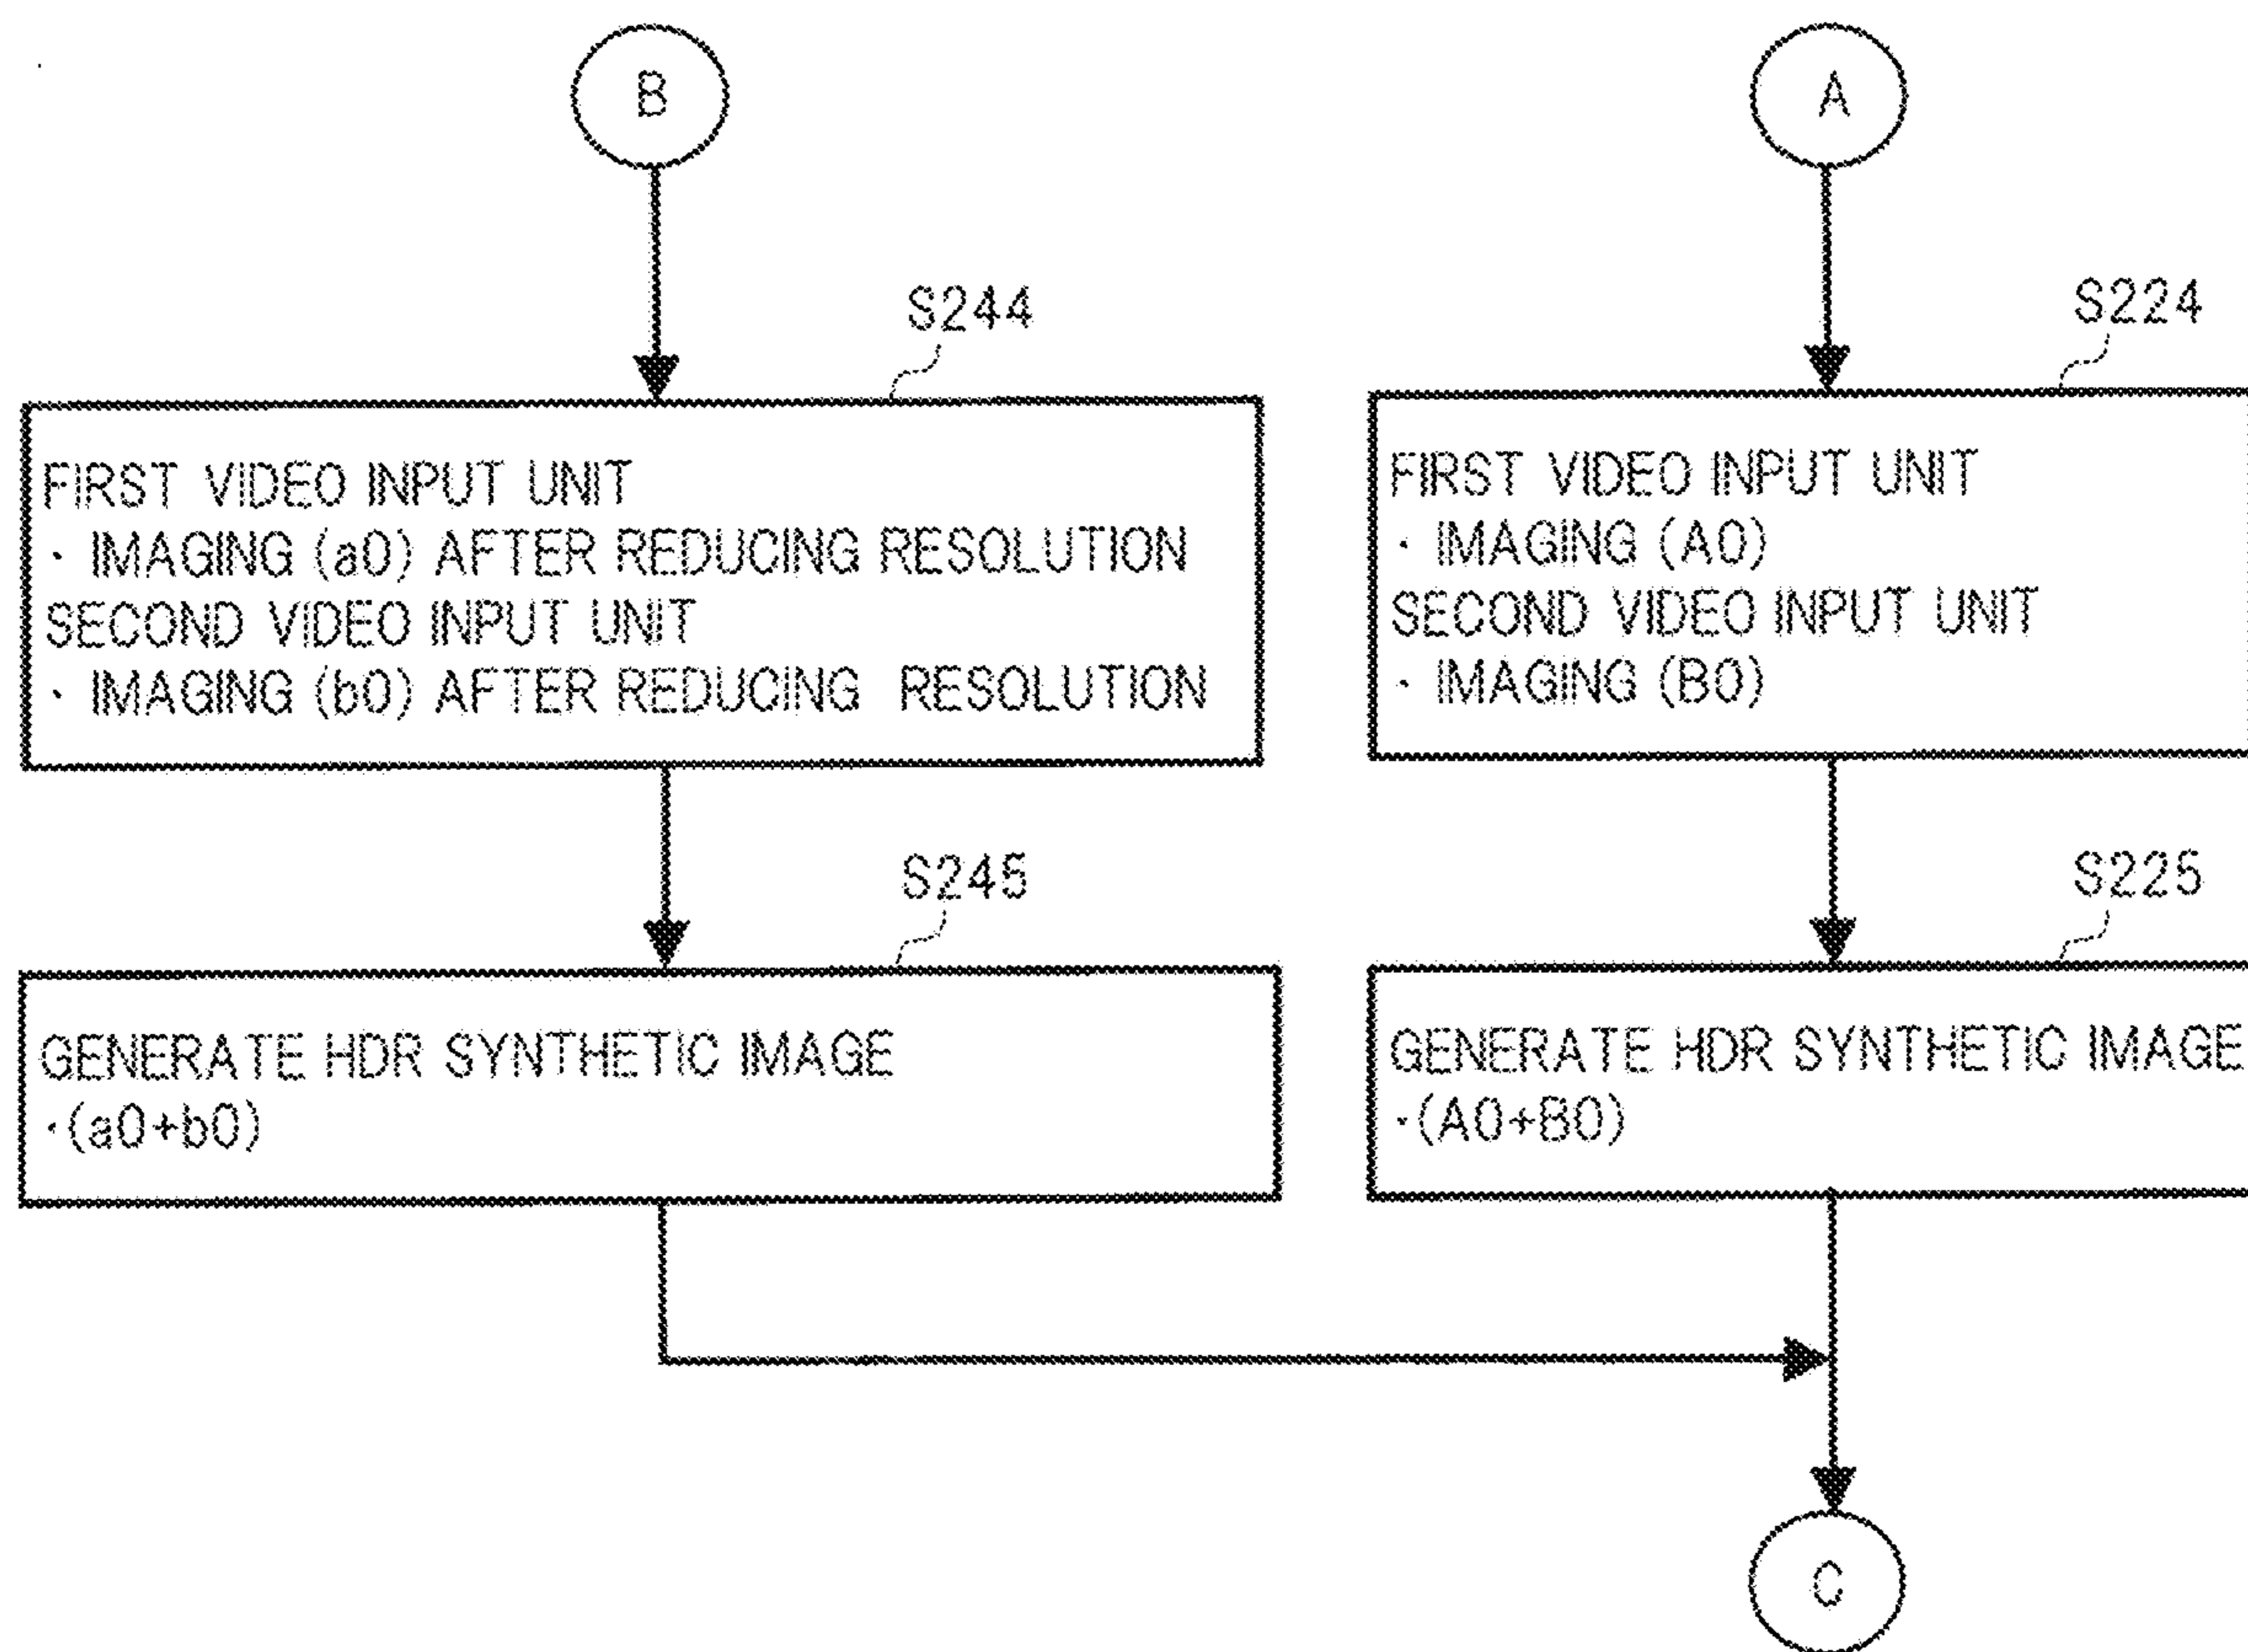 B
S244
FIRST VIDEO INPUT UNIT
· IMAGING (a0) AFTER REDUCING RESOLUTION
SECOND VIDEO INPUT UNIT
· IMAGING (b0) AFTER REDUCING RESOLUTION
S245
GENERATE HDR SYNTHETIC IMAGE
·(a0+b0)
A
S224
FIRST VIDEO INPUT UNIT
· IMAGING (A0)
SECOND VIDEO INPUT UNIT
· IMAGING (B0)
S225
GENERATE HDR SYNTHETIC IMAGE
·(A0+B0)
C